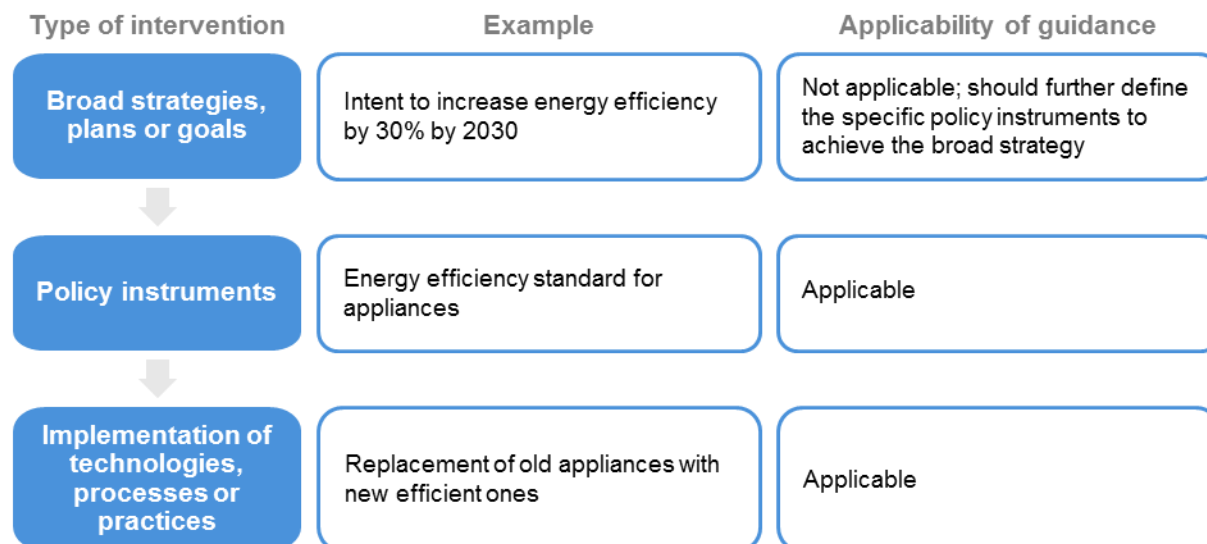 Type of intervention
Example
Applicability of guidance
Broad strategies,
plans or goals
Intent to increase energy efficiency
by 30% by 2030
Not applicable; should further define
the specific policy instruments to
achieve the broad strategy
Policy instruments
Energy efficiency standard for
appliances
Applicable
Implementation of
technologies,
processes or
practices
Replacement of old appliances with
new efficient ones
Applicable